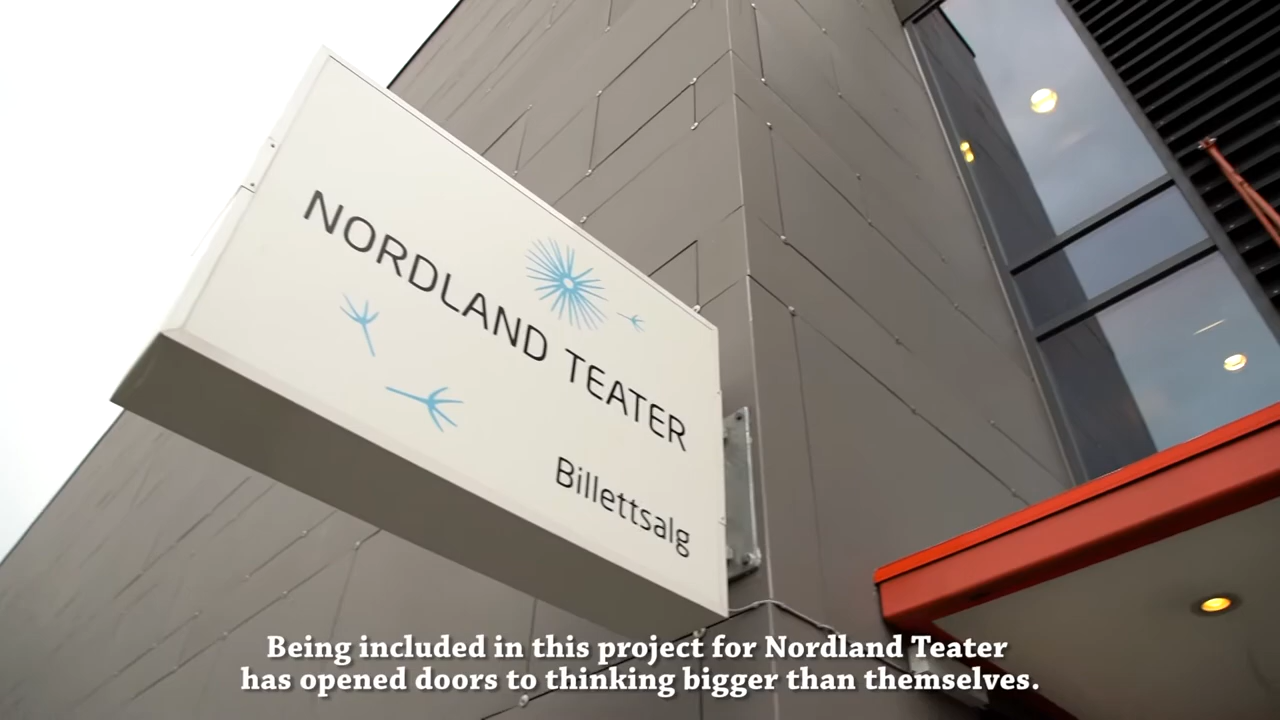 NORDLAND TEATER
Billettsalg
Being included in this project for Nordland Teater
has opened doors to thinking bigger than themselves.